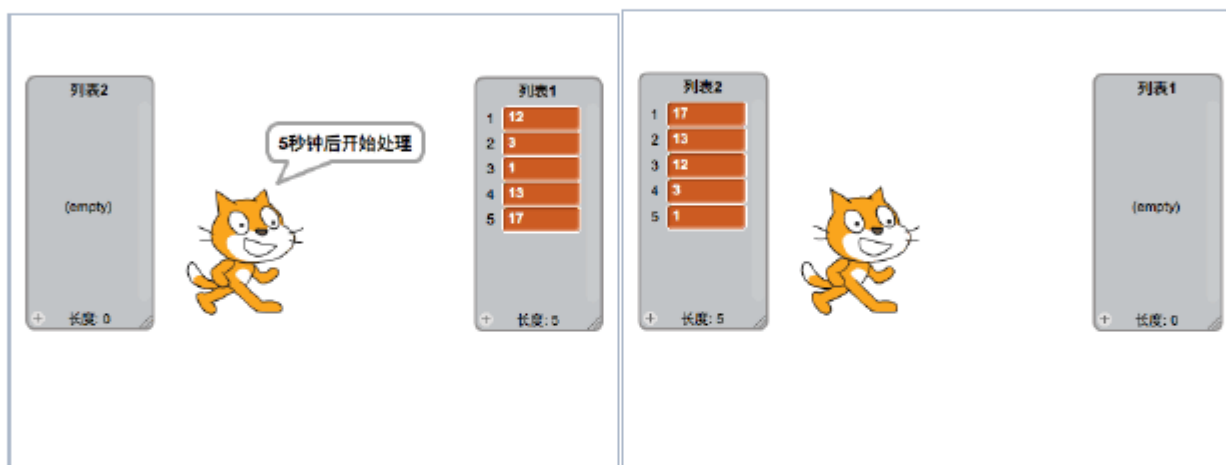 列表2
(empty)
+ 长度: 0
5秒钟后开始处理
列表1
1 12
2 3
3 1
4 13
5 17
+ 长度: 5
列表2
1 17
2 13
3 12
4 3
5 1
+ 长度: 5
列表1
(empty)
+ 长度: 0